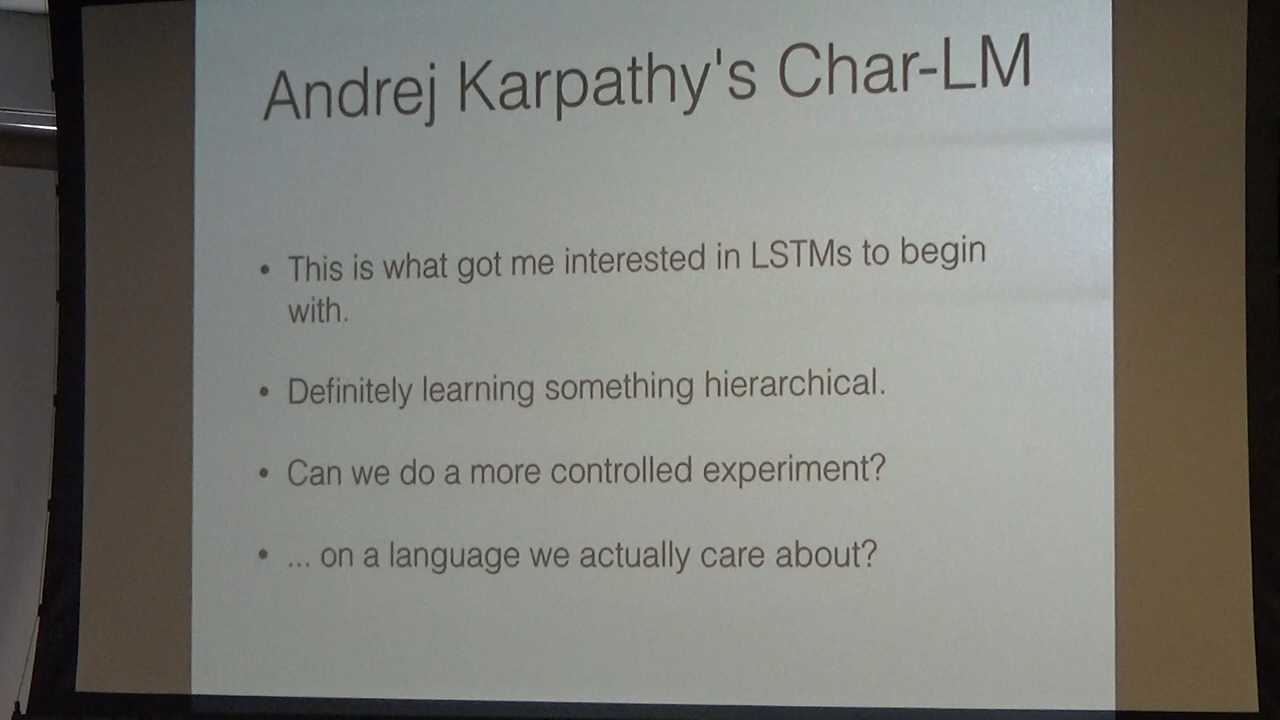 Andrej Karpathy's Char-LM
• This is what got me interested in LSTMs to begin
with.
• Definitely learning something hierarchical.
• Can we do a more controlled experiment?
• ... on a language we actually care about?